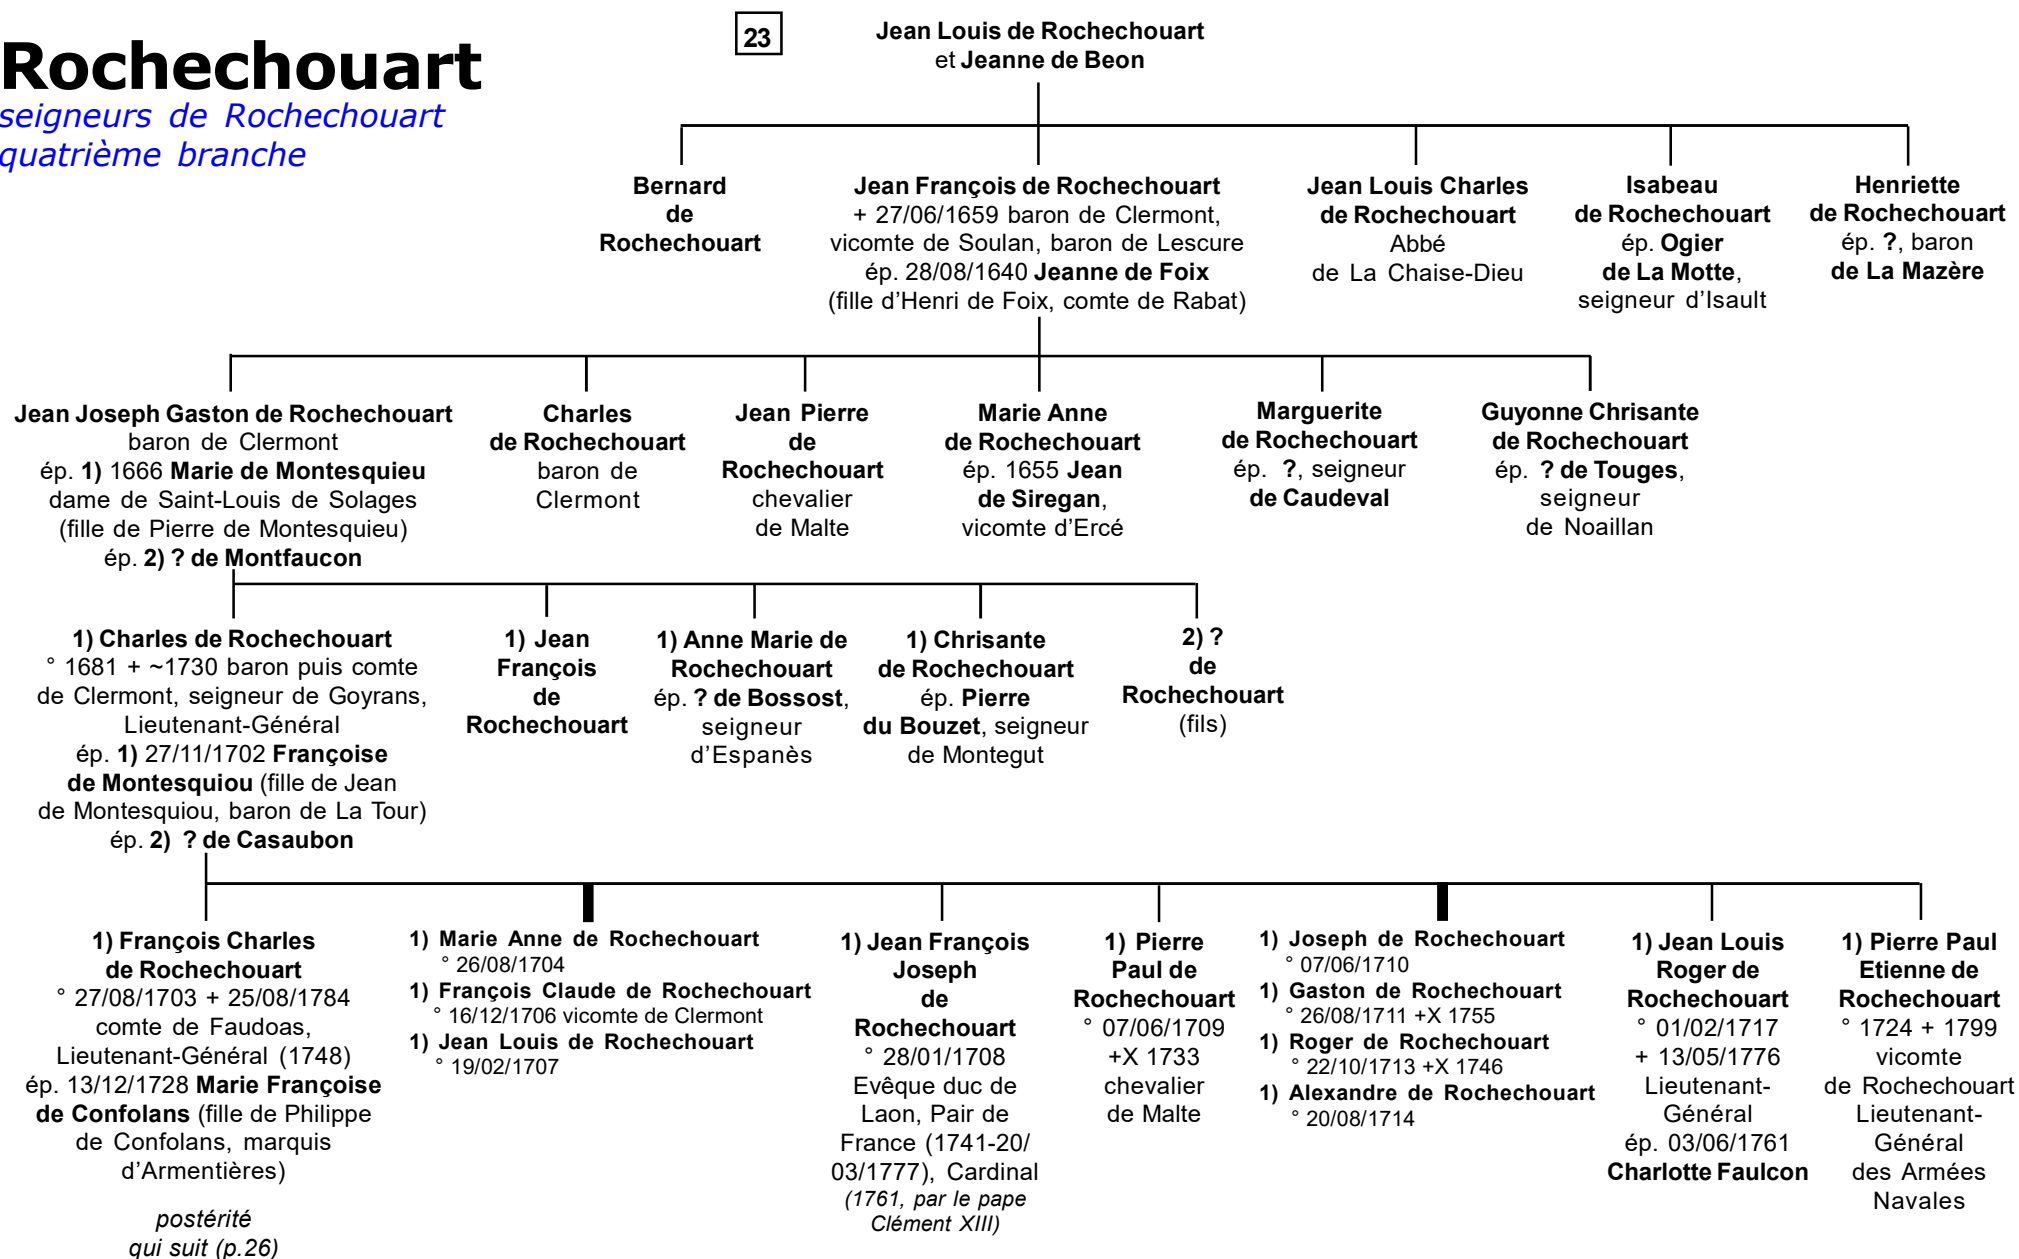 Rochechouart
seigneurs de Rochechouart
quatrième branche
23
Jean Louis de Rochechouart
et Jeanne de Beon
Bernard
de
Rochechouart
Jean François de Rochechouart
+ 27/06/1659 baron de Clermont,
vicomte de Soulan, baron de Lescure
ép. 28/08/1640 Jeanne de Foix
(fille d'Henri de Foix, comte de Rabat)
Jean Louis Charles
de Rochechouart
Abbé
de La Chaise-Dieu
Isabeau
de Rochechouart
ép. Ogier
de La Motte,
seigneur d'Isault
Henriette
de Rochechouart
ép. ?, baron
de La Mazère
Jean Joseph Gaston de Rochechouart
baron de Clermont
ép. 1) 1666 Marie de Montesquieu
dame de Saint-Louis de Solages
(fille de Pierre de Montesquieu)
ép. 2) ? de Montfaucon
Charles
de Rochechouart
baron de
Clermont
Jean Pierre
de
Rochechouart
chevalier
de Malte
Marie Anne
de Rochechouart
ép. 1655 Jean
de Siregan,
vicomte d'Ercé
Marguerite
de Rochechouart
ép. ?, seigneur
de Caudeval
Guyonne Chrisante
de Rochechouart
ép. ? de Touges,
seigneur
de Noaillan
1) Charles de Rochechouart
° 1681 + ~1730 baron puis comte
de Clermont, seigneur de Goyrans,
Lieutenant-Général
ép. 1) 27/11/1702 Françoise
de Montesquiou (fille de Jean
de Montesquiou, baron de La Tour)
ép. 2) ? de Casaubon
1) Jean
François
de
Rochechouart
1) Anne Marie de
Rochechouart
ép. ? de Bossost,
seigneur
d'Espanès
1) Chrisante
de Rochechouart
ép. Pierre
du Bouzet, seigneur
de Montegut
2) ?
de
Rochechouart
(fils)
1) François Charles
de Rochechouart
° 27/08/1703 + 25/08/1784
comte de Faudoas,
Lieutenant-Général (1748)
ép. 13/12/1728 Marie Françoise
de Confolans (fille de Philippe
de Confolans, marquis
d'Armentières)
postérité
qui suit (p.26)
1) Marie Anne de Rochechouart
° 26/08/1704
1) François Claude de Rochechouart
° 16/12/1706 vicomte de Clermont
1) Jean Louis de Rochechouart
° 19/02/1707
1) Jean François
Joseph
de
Rochechouart
° 28/01/1708
Evêque duc de
Laon, Pair de
France (1741-20/
03/1777), Cardinal
(1761, par le pape
Clément XIII)
1) Pierre
Paul de
Rochechouart
° 07/06/1709
+X 1733
chevalier
de Malte
1) Joseph de Rochechouart
° 07/06/1710
1) Gaston de Rochechouart
° 26/08/1711 +X 1755
1) Roger de Rochechouart
° 22/10/1713 +X 1746
1) Alexandre de Rochechouart
° 20/08/1714
1) Jean Louis
Roger de
Rochechouart
° 01/02/1717
+ 13/05/1776
Lieutenant-
Général
ép. 03/06/1761
Charlotte Faulcon
1) Pierre Paul
Etienne de
Rochechouart
° 1724 + 1799
vicomte
de Rochechouart
Lieutenant-
Général
des Armées
Navales